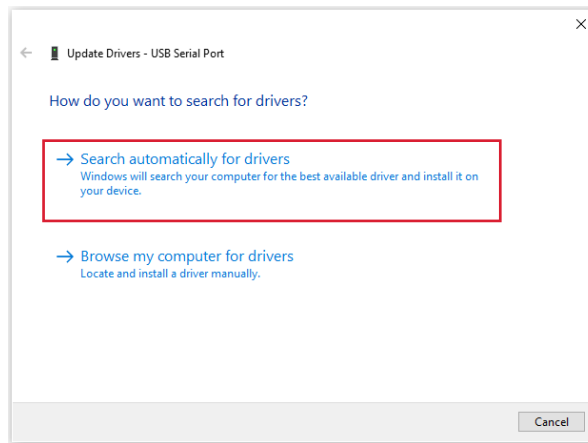 Update Drivers - USB Serial Port
How do you want to search for drivers?
Search automatically for drivers
Windows will search your computer for the best available driver and install it on
your device.
Browse my computer for drivers
Locate and install a driver manually.
Cancel